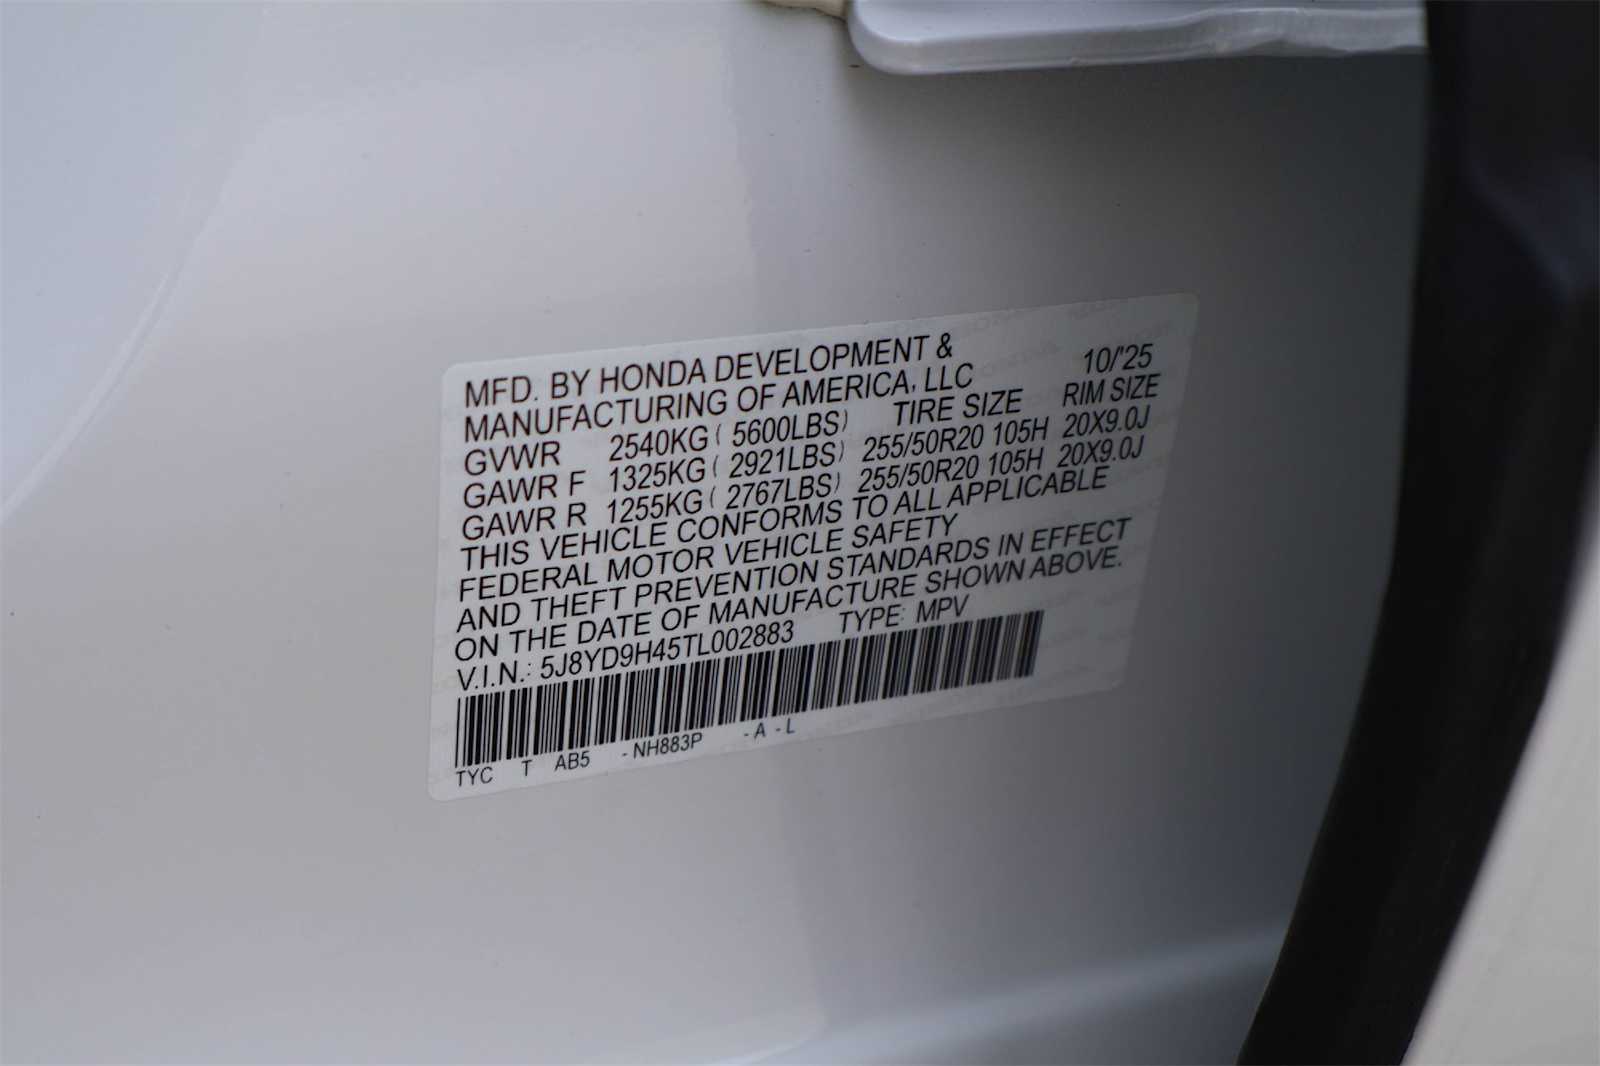 MFD. BY HONDA DEVELOPMENT &
MANUFACTURING OF AMERICA, LLC 10/'25
GVWR 2540KG ( 5600LBS) TIRE SIZE RIM SIZE
GAWR F 1325KG ( 2921LBS) 255/50R20 105H 20X9.0J
GAWR R 1255KG ( 2767LBS) 255/50R20 105H 20X9.0J
THIS VEHICLE CONFORMS TO ALL APPLICABLE
FEDERAL MOTOR VEHICLE SAFETY
AND THEFT PREVENTION STANDARDS IN EFFECT
ON THE DATE OF MANUFACTURE SHOWN ABOVE.
V.I.N.: 5J8YD9H45TL002883 TYPE: MPV
TYC T AB5 -NH883P -A -L